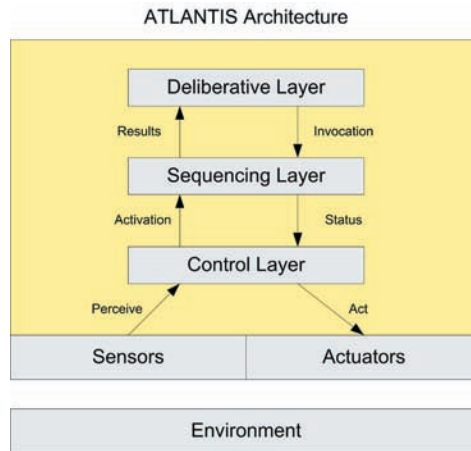 ATLANTIS Architecture
Deliberative Layer
Results
Invocation
Sequencing Layer
Activation
Status
Control Layer
Perceive
Act
Sensors
Actuators
Environment